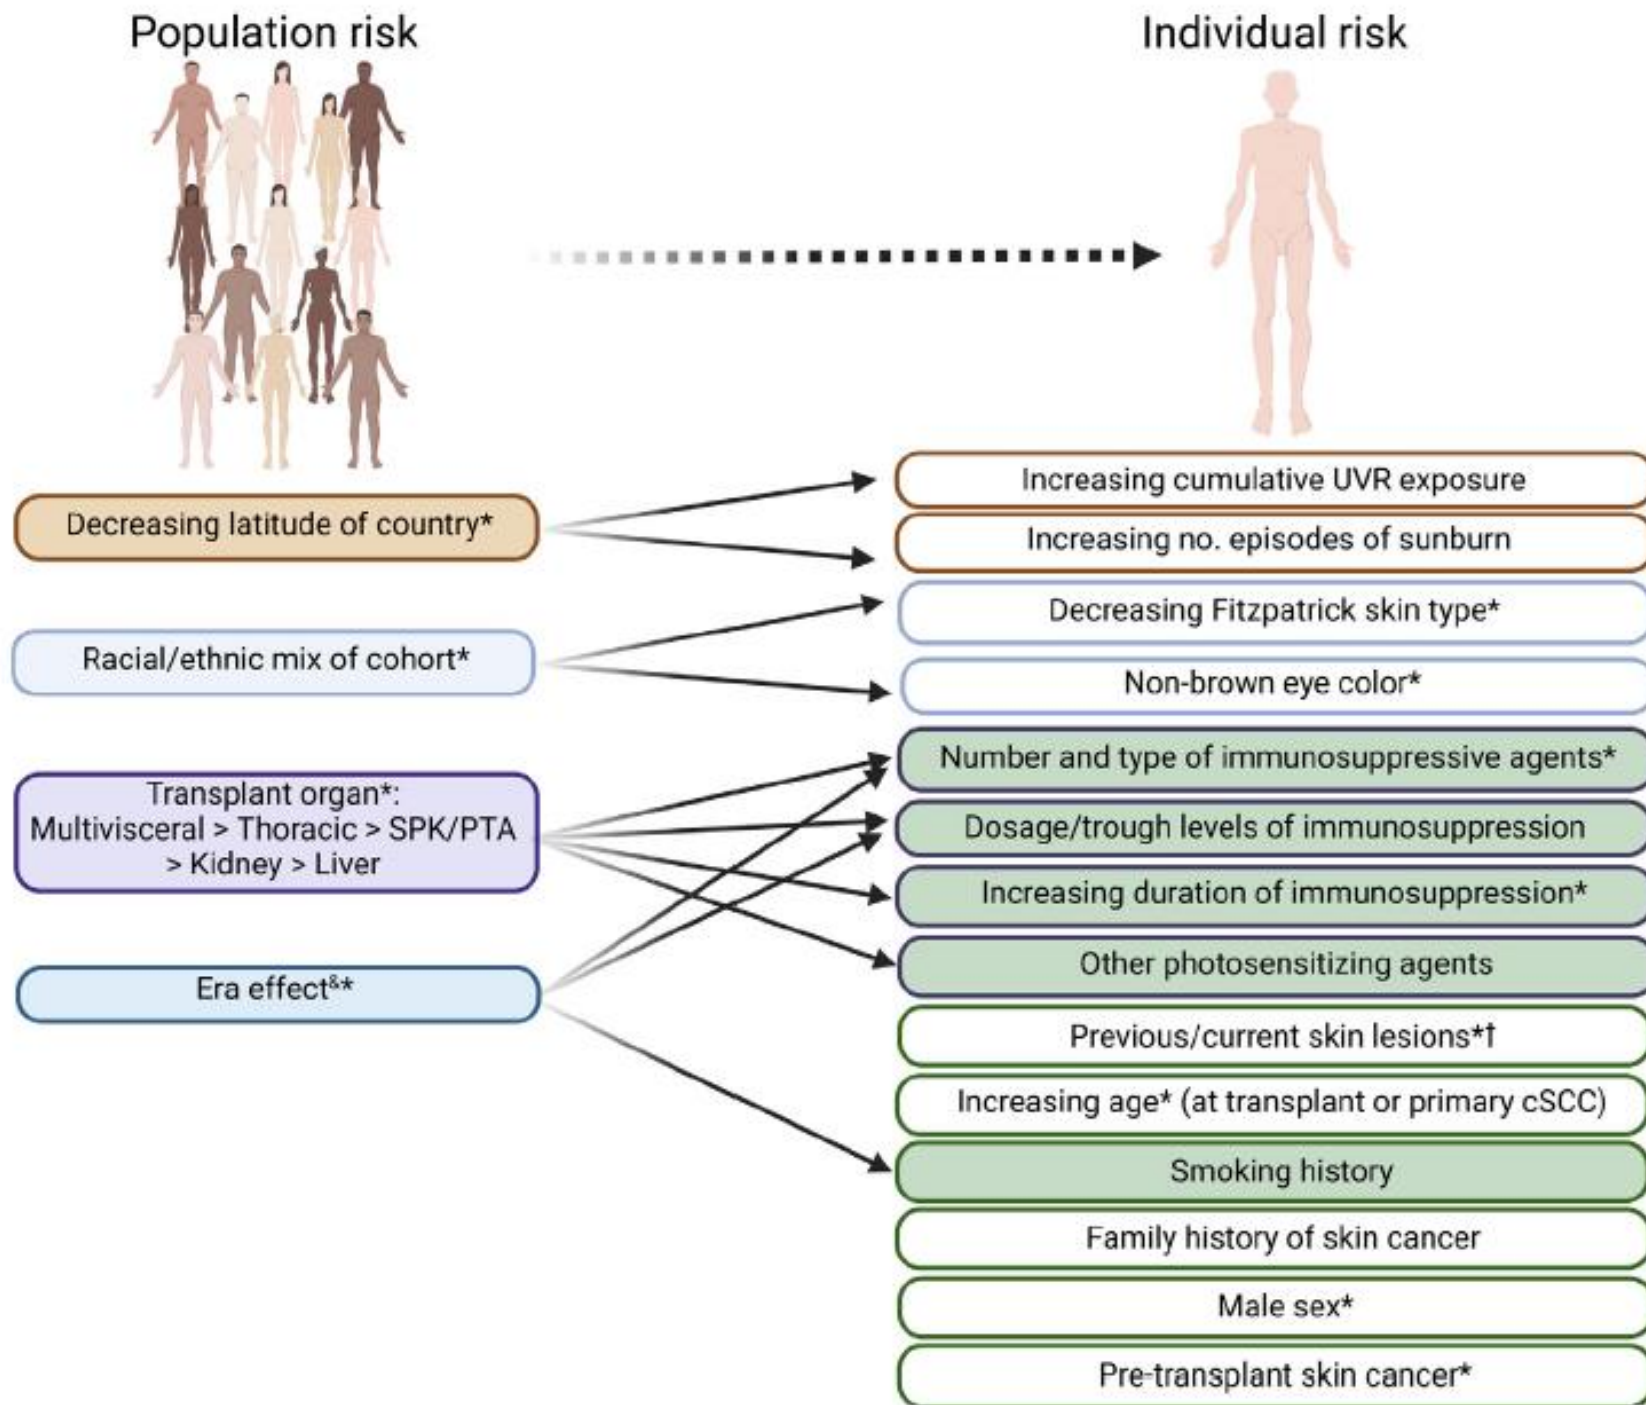 Population risk
Individual risk
Decreasing latitude of country*
Racial/ethnic mix of cohort*
Transplant organ*:
Multivisceral > Thoracic > SPK/PTA
> Kidney > Liver
Era effect&*
Increasing cumulative UVR exposure
Increasing no. episodes of sunburn
Decreasing Fitzpatrick skin type*
Non-brown eye color*
Number and type of immunosuppressive agents*
Dosage/trough levels of immunosuppression
Increasing duration of immunosuppression*
Other photosensitizing agents
Previous/current skin lesions*†
Increasing age* (at transplant or primary cSCC)
Smoking history
Family history of skin cancer
Male sex*
Pre-transplant skin cancer*